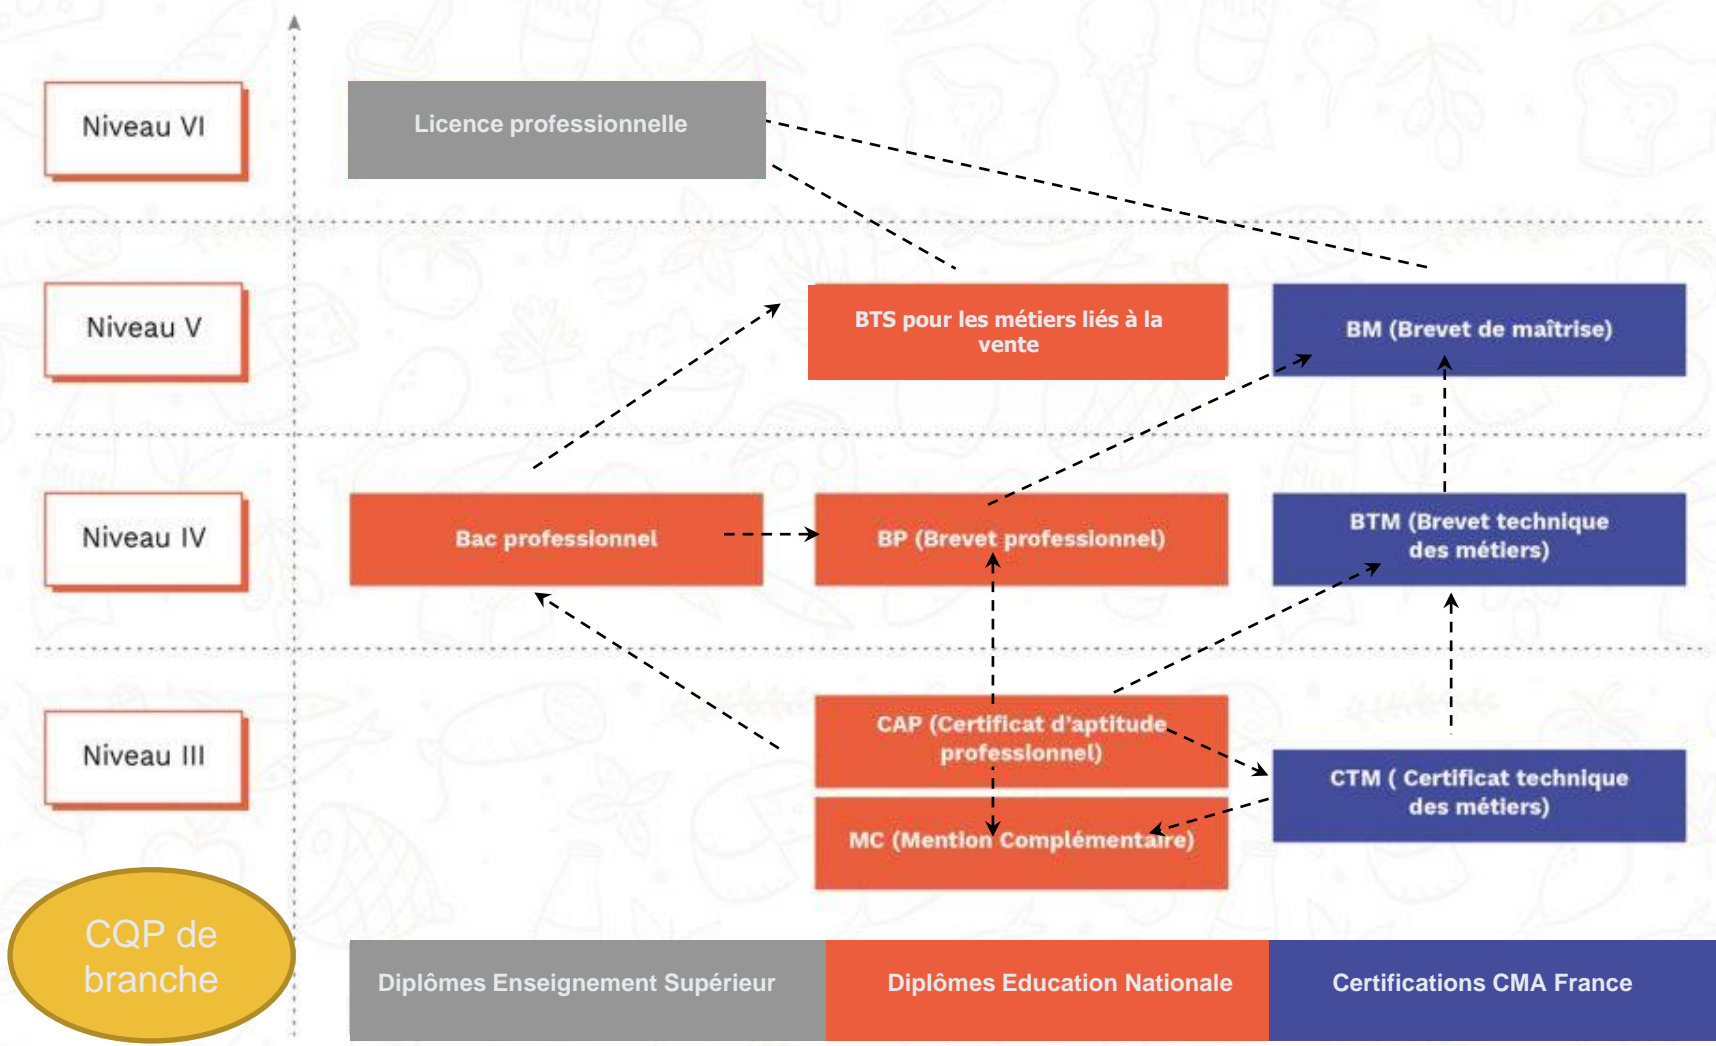 Niveau VI
Licence professionnelle
Niveau V
BTS pour les métiers liés à la
vente
BM (Brevet de maîtrise)
Niveau IV
Bac professionnel
BP (Brevet professionnel)
BTM (Brevet technique
des métiers)
Niveau III
CAP (Certificat d'aptitude
professionnel)
CTM ( Certificat technique
des métiers)
MC (Mention Complémentaire)
CQP de
branche
Diplômes Enseignement Supérieur
Diplômes Education Nationale
Certifications CMA France